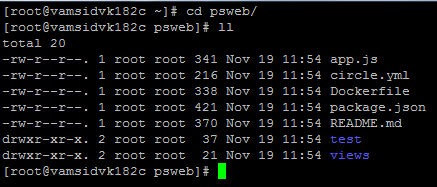 [root@vamsidvk182c ~]# cd psweb/
[root@vamsidvk182c psweb]# ll
total 20
-rw-r--r--. 1 root root 341 Nov 19 11:54 app.js
-rw-r--r--. 1 root root 216 Nov 19 11:54 circle.yml
-rw-r--r--. 1 root root 338 Nov 19 11:54 Dockerfile
-rw-r--r--. 1 root root 421 Nov 19 11:54 package.json
-rw-r--r--. 1 root root 370 Nov 19 11:54 README.md
drwxr-xr-x. 2 root root  37 Nov 19 11:54 test
drwxr-xr-x. 2 root root  21 Nov 19 11:54 views
[root@vamsidvk182c psweb]#